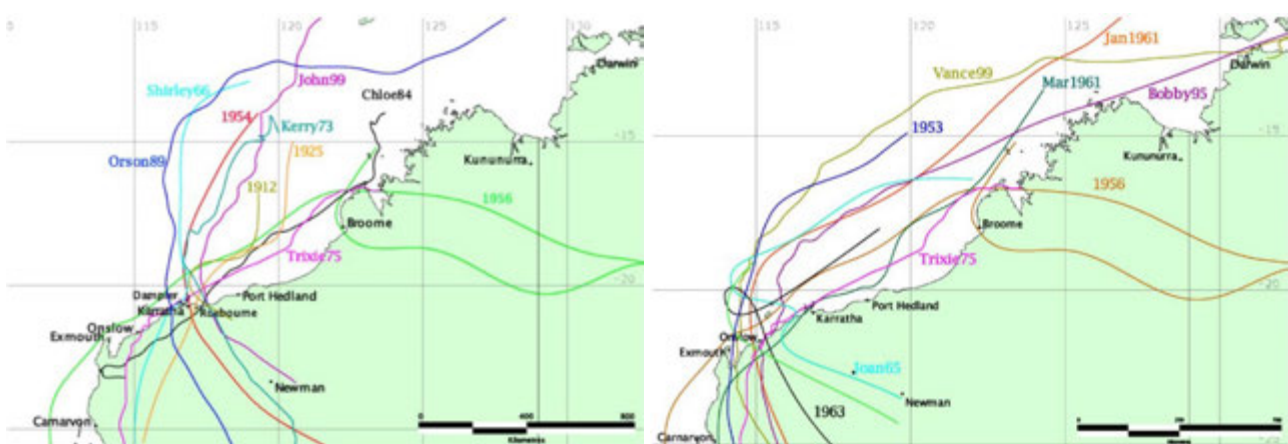 115 120 125 130
John99
Shirley66
Darwin
Chloe84
1954
Kerry73
-15
1925
Orson89
Kununurra
1912
1956
Broome
Trixie75
-20
Dampier
Port Hedland
Karratha
Roebourne
Onslow
Exmouth
Newman
Carnarvon
0 400 800
Kilometres
115 120 125
Jan1961
Vance99
Darwin
Mar1961
Bobby95
1953
-15
Kununurra
1956
Broome
Trixie75
-20
Port Hedland
Karratha
Onslow
Exmouth
Joan65
Newman
1963
Carnarvon